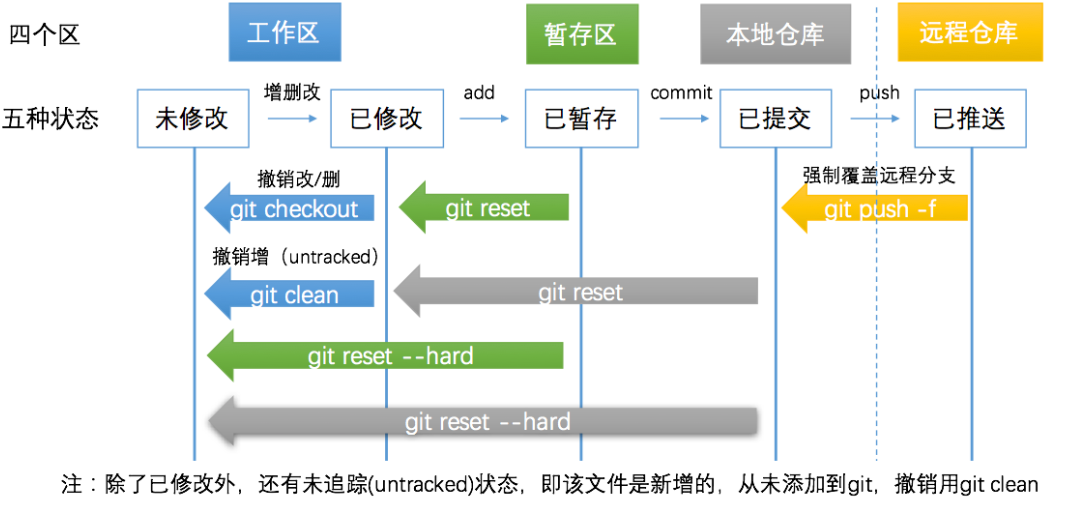 四个区 工作区 暂存区 本地仓库 远程仓库
增删改 add commit push
五种状态 未修改 已修改 已暂存 已提交 已推送
撤销改/删 强制覆盖远程分支
git checkout git reset git push -f
撤销增（untracked）
git clean git reset
git reset --hard
git reset --hard
注：除了已修改外，还有未追踪(untracked)状态，即该文件是新增的，从未添加到git，撤销用git clean